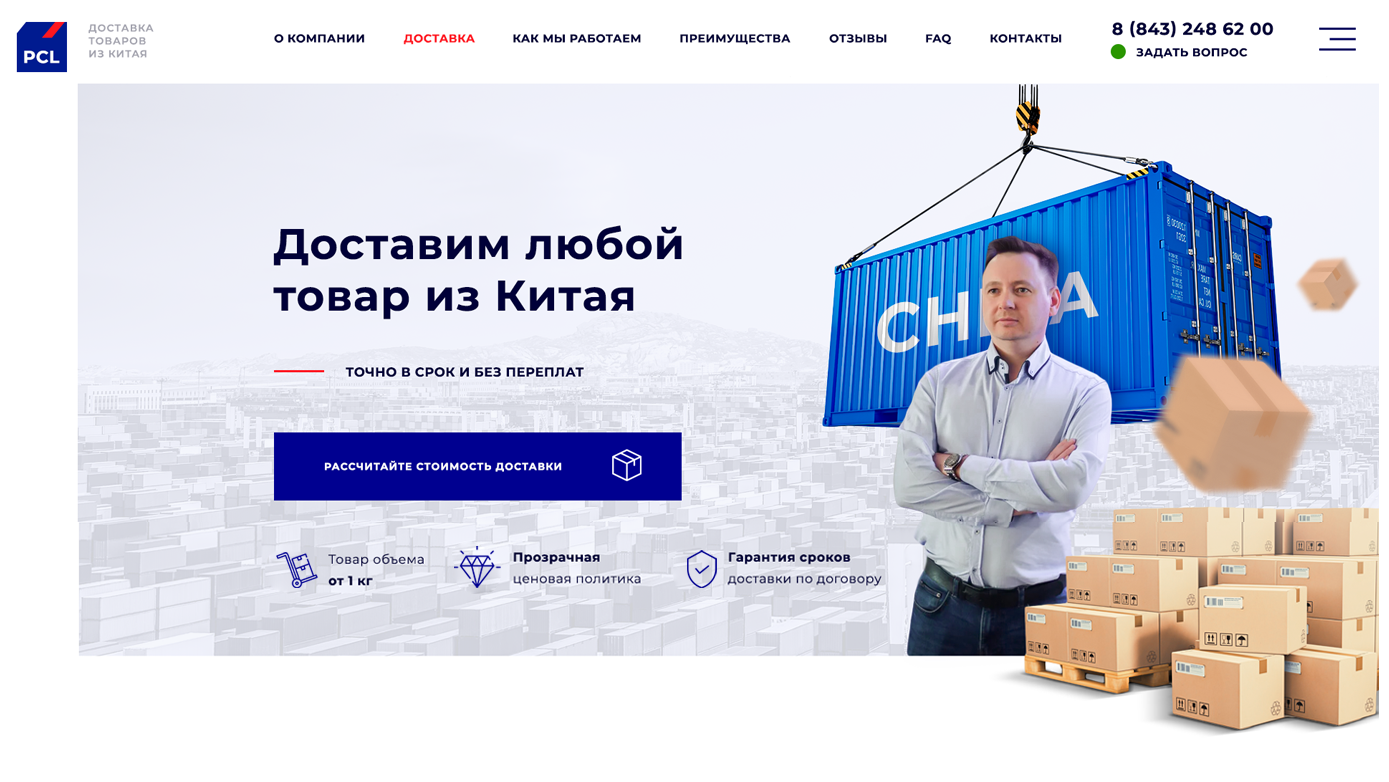 PCL
ДОСТАВКА
ТОВАРОВ
ИЗ КИТАЯ
О КОМПАНИИ ДОСТАВКА КАК МЫ РАБОТАЕМ ПРЕИМУЩЕСТВА ОТЗЫВЫ FAQ КОНТАКТЫ
8 (843) 248 62 00
ЗАДАТЬ ВОПРОС
Доставим любой
товар из Китая
ТОЧНО В СРОК И БЕЗ ПЕРЕПЛАТ
РАССЧИТАЙТЕ СТОИМОСТЬ ДОСТАВКИ
Товар объема
от 1 кг
Прозрачная
ценовая политика
Гарантия сроков
доставки по договору